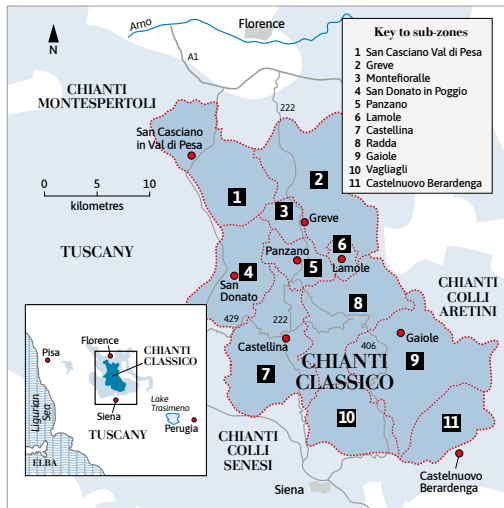 Arno
Florence
N
A1
CHIANTI
MONTESPERTOLI
222
San Casciano
in Val di Pesa
0 5 10
kilometres
1
2
3
Greve
TUSCANY
Panzano
6
4
5
Lamole
San
Donato
8
CHIANTI
COLLI
ARETINI
429
222
Castellina
406
Gaiole
CHIANTI
CLASSICO
9
7
10
11
CHIANTI
COLLI
SENESI
Siena
Castelnuovo
Berardenga
Key to sub-zones
1 San Casciano Val di Pesa
2 Greve
3 Montefioralle
4 San Donato in Poggio
5 Panzano
6 Lamole
7 Castellina
8 Radda
9 Gaiole
10 Vagliagli
11 Castelnuovo Berardenga
Florence
Pisa
CHIANTI
CLASSICO
Siena
Lake
Trasimeno
Ligurian
Sea
TUSCANY
Perugia
ELBA